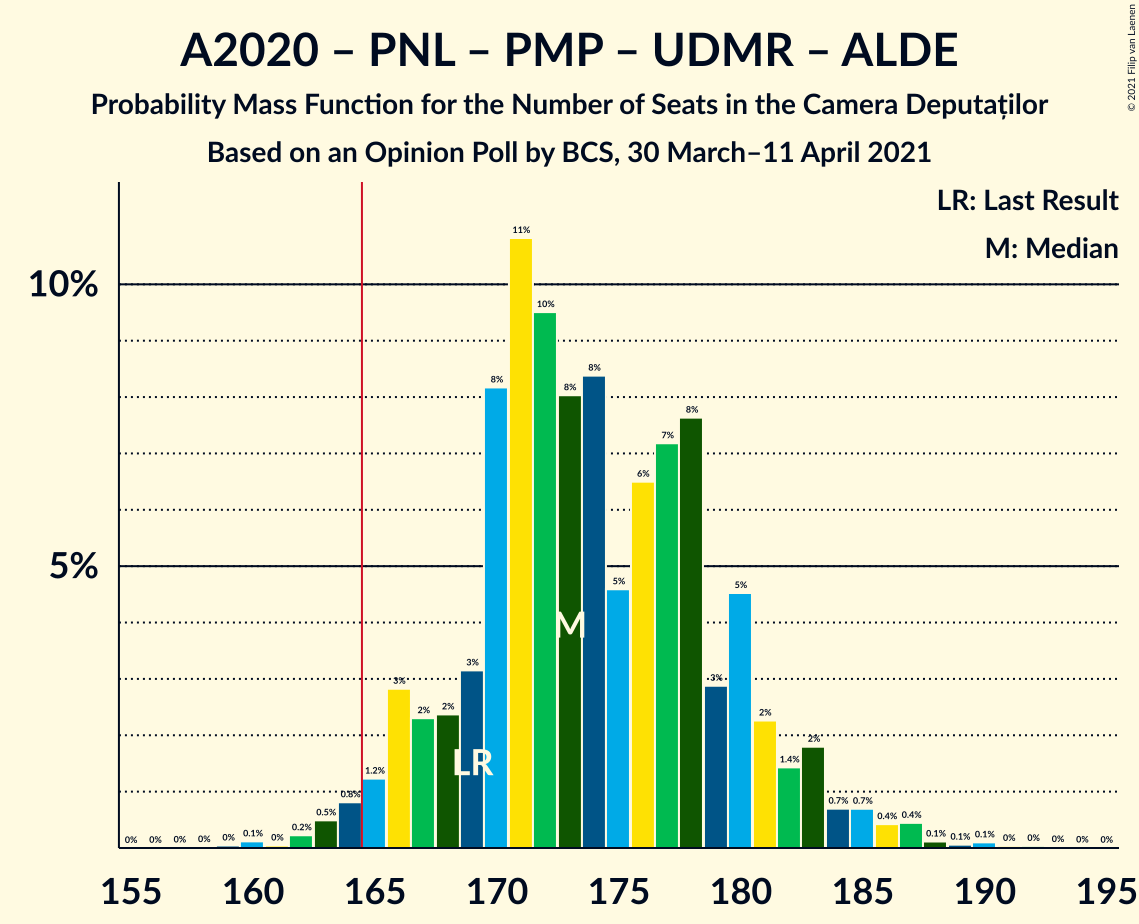 A2020 – PNL – PMP – UDMR – ALDE
Probability Mass Function for the Number of Seats in the Camera Deputaților
Based on an Opinion Poll by BCS, 30 March–11 April 2021
© 2021 Filip van Laenen
LR: Last Result
M: Median
10%
5%
0% 0% 0% 0% 0% 0.1% 0% 0.2% 0.5% 0.8% 1.2% 3% 2% 2% 3% 8% 11% 10% 8% 8% 5% 6% 7% 8% 3% 5% 2% 1.4% 2% 0.7% 0.7% 0.4% 0.4% 0.1% 0.1% 0.1% 0% 0% 0% 0% 0%
M
LR
155 160 165 170 175 180 185 190 195